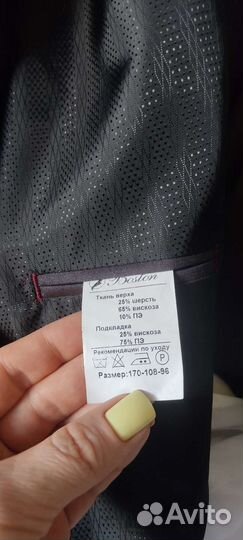 Boston
Ткань верха
25% шерсть
65% вискоза
10% ПЭ
Подкладка
25% вискоза
75% ПЭ
Рекомендации по уходу
P
Размер:170-108-96
Avito